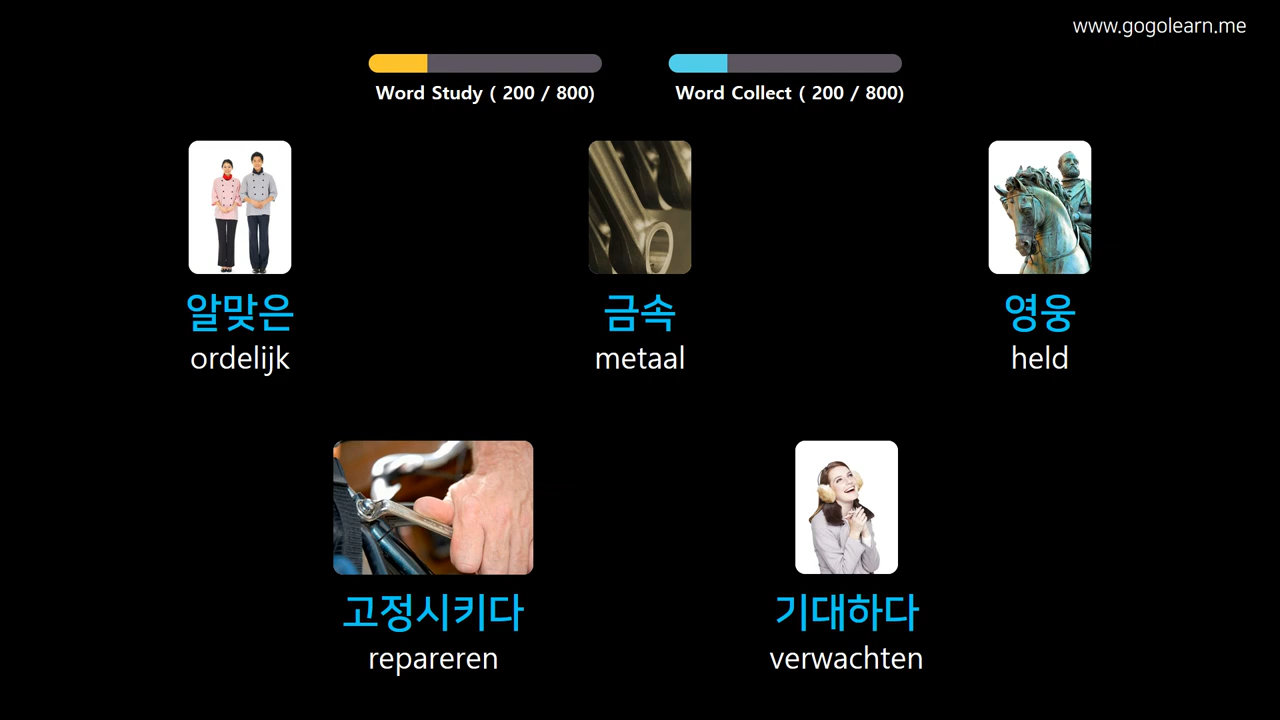 www.gogolearn.me
Word Study ( 200 / 800)
Word Collect ( 200 / 800)
알맞은
ordelijk
금속
metaal
영웅
held
고정시키다
repareren
기대하다
verwachten